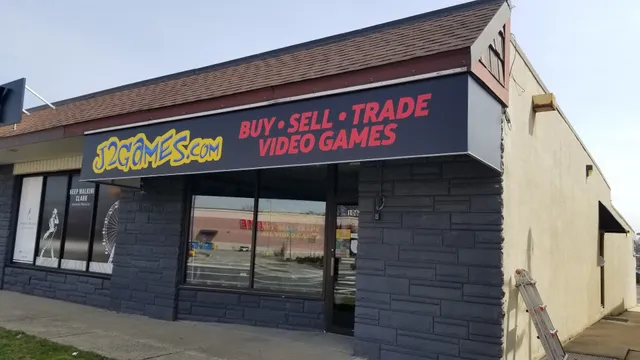 J2GAMES.COM
BUY • SELL • TRADE
VIDEO GAMES
KEEP WALKING
CLARK